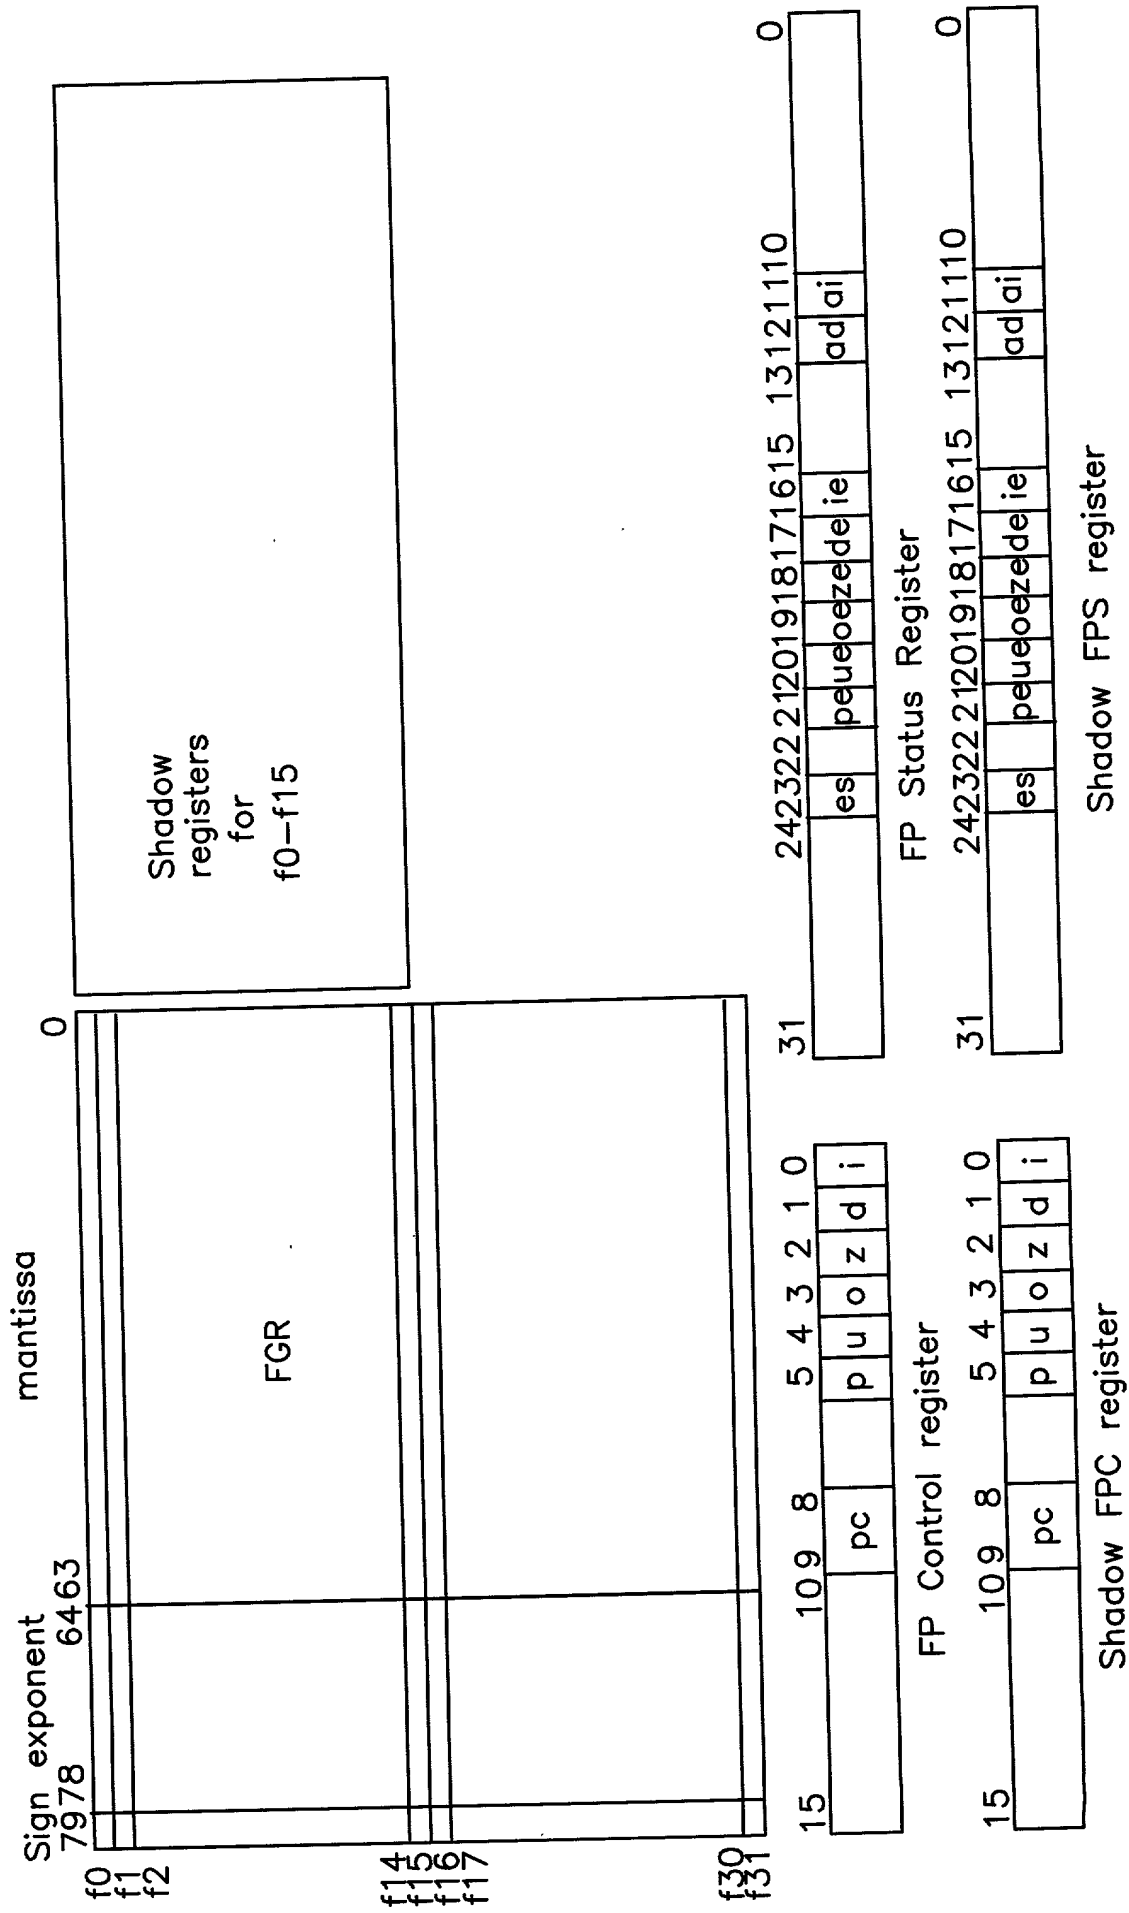 Sign exponent mantissa
79 78 64 63 0
f0
f1
f2
f14
f15
f16
f17
f30
f31
FGR
Shadow
registers
for
f0-f15
15 10 9 8 5 4 3 2 1 0
pc p u o z d i
FP Control register
31 24 23 22 21 20 19 18 17 16 15 13 12 11 10 0
es pe ue oe ze de ie ad ai
FP Status Register
15 10 9 8 5 4 3 2 1 0
pc p u o z d i
Shadow FPC register
31 24 23 22 21 20 19 18 17 16 15 13 12 11 10 0
es pe ue oe ze de ie ad ai
Shadow FPS register